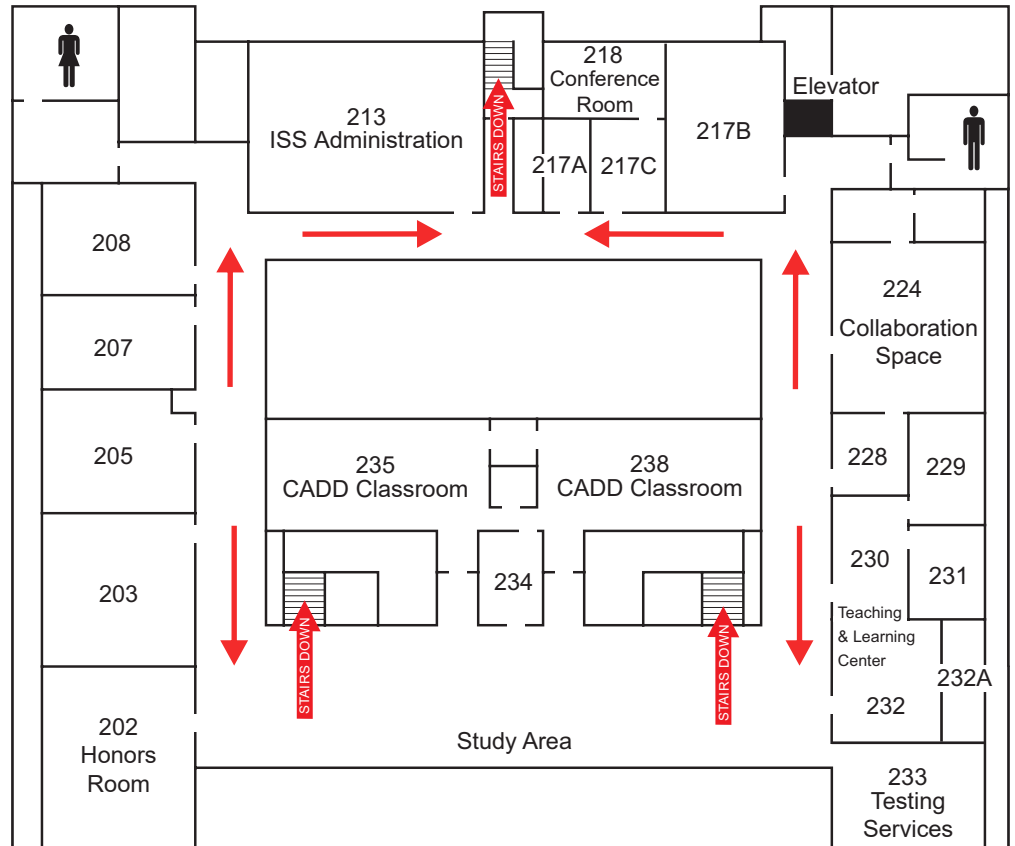 218
Conference
Room
Elevator
213
ISS Administration
STAIRS DOWN
217A
217C
217B
208
224
Collaboration
Space
207
205
235
CADD Classroom
238
CADD Classroom
228
229
203
234
230
231
Teaching
& Learning
Center
STAIRS DOWN
STAIRS DOWN
232A
232
202
Honors
Room
Study Area
233
Testing
Services